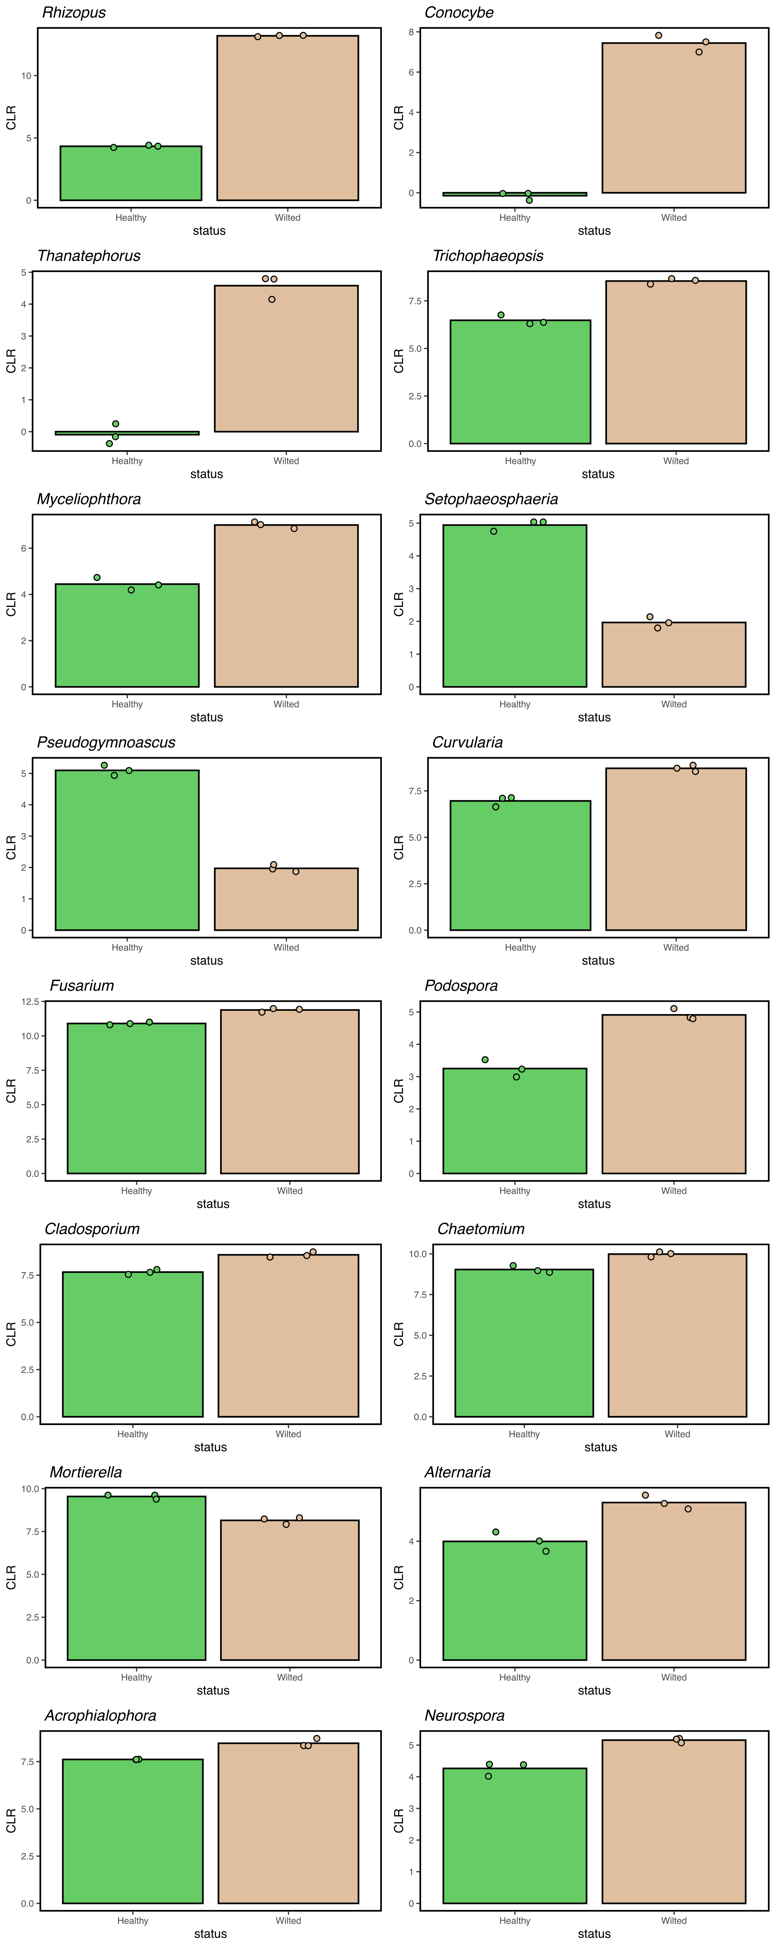 Rhizopus
CLR
10
5
0
Healthy Wilted
status
Conocybe
CLR
8
6
4
2
0
Healthy Wilted
status
Thanatephorus
CLR
5
4
3
2
1
0
Healthy Wilted
status
Trichophaeopsis
CLR
7.5
5.0
2.5
0.0
Healthy Wilted
status
Myceliophthora
CLR
6
4
2
0
Healthy Wilted
status
Setophaeosphaeria
CLR
5
4
3
2
1
0
Healthy Wilted
status
Pseudogymnoascus
CLR
5
4
3
2
1
0
Healthy Wilted
status
Curvularia
CLR
7.5
5.0
2.5
0.0
Healthy Wilted
status
Fusarium
CLR
12.5
10.0
7.5
5.0
2.5
0.0
Healthy Wilted
status
Podospora
CLR
5
4
3
2
1
0
Healthy Wilted
status
Cladosporium
CLR
7.5
5.0
2.5
0.0
Healthy Wilted
status
Chaetomium
CLR
10.0
7.5
5.0
2.5
0.0
Healthy Wilted
status
Mortierella
CLR
10.0
7.5
5.0
2.5
0.0
Healthy Wilted
status
Alternaria
CLR
4
2
0
Healthy Wilted
status
Acrophialophora
CLR
7.5
5.0
2.5
0.0
Healthy Wilted
status
Neurospora
CLR
5
4
3
2
1
0
Healthy Wilted
status